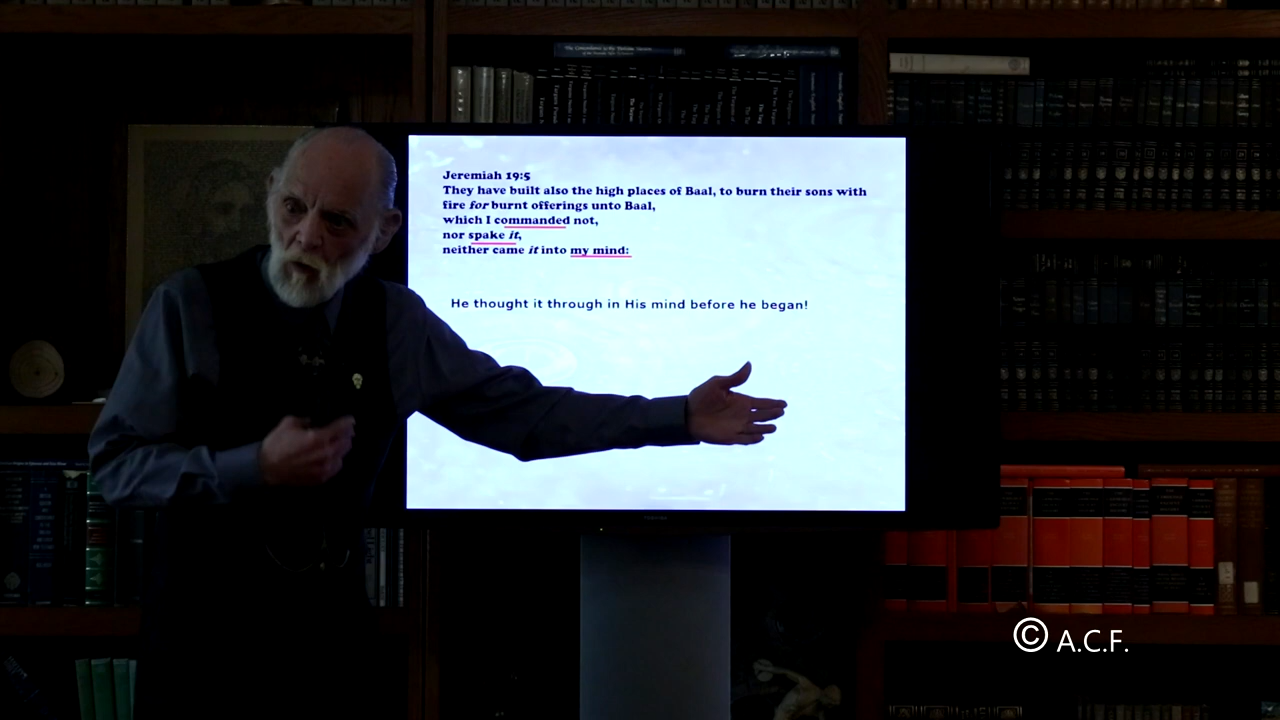 Jeremiah 19:5
They have built also the high places of Baal, to burn their sons with
fire for burnt offerings unto Baal,
which I commanded not,
nor spake it,
neither came it into my mind:
He thought it through in His mind before he began!
© A.C.F.